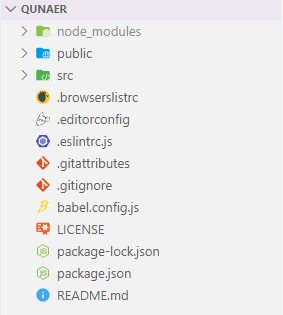 QUNAER
node_modules
public
src
.browserslistrc
.editorconfig
.eslintrc.js
.gitattributes
.gitignore
babel.config.js
LICENSE
package-lock.json
package.json
README.md